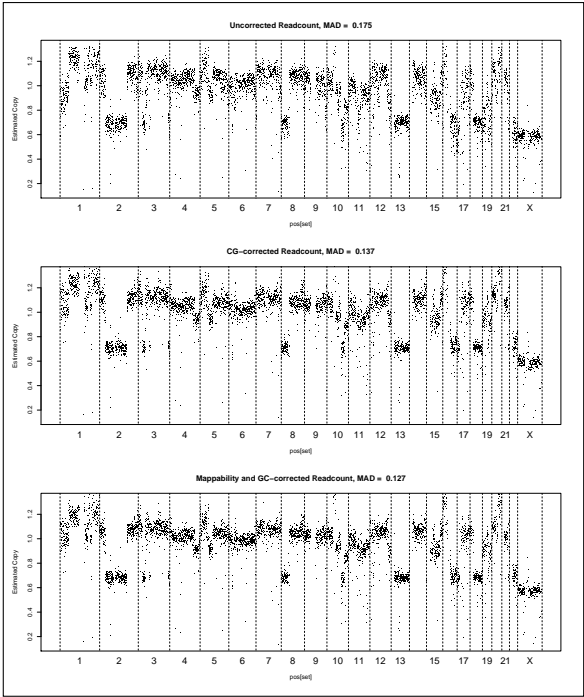 Uncorrected Readcount, MAD = 0.175
Estimated Copy
1.2
1.0
0.8
0.6
0.4
0.2
1 2 3 4 5 6 7 8 9 10 11 12 13 15 17 19 21 X
pos[set]
CG−corrected Readcount, MAD = 0.137
Estimated Copy
1.2
1.0
0.8
0.6
0.4
0.2
1 2 3 4 5 6 7 8 9 10 11 12 13 15 17 19 21 X
pos[set]
Mappability and GC−corrected Readcount, MAD = 0.127
Estimated Copy
1.2
1.0
0.8
0.6
0.4
0.2
1 2 3 4 5 6 7 8 9 10 11 12 13 15 17 19 21 X
pos[set]